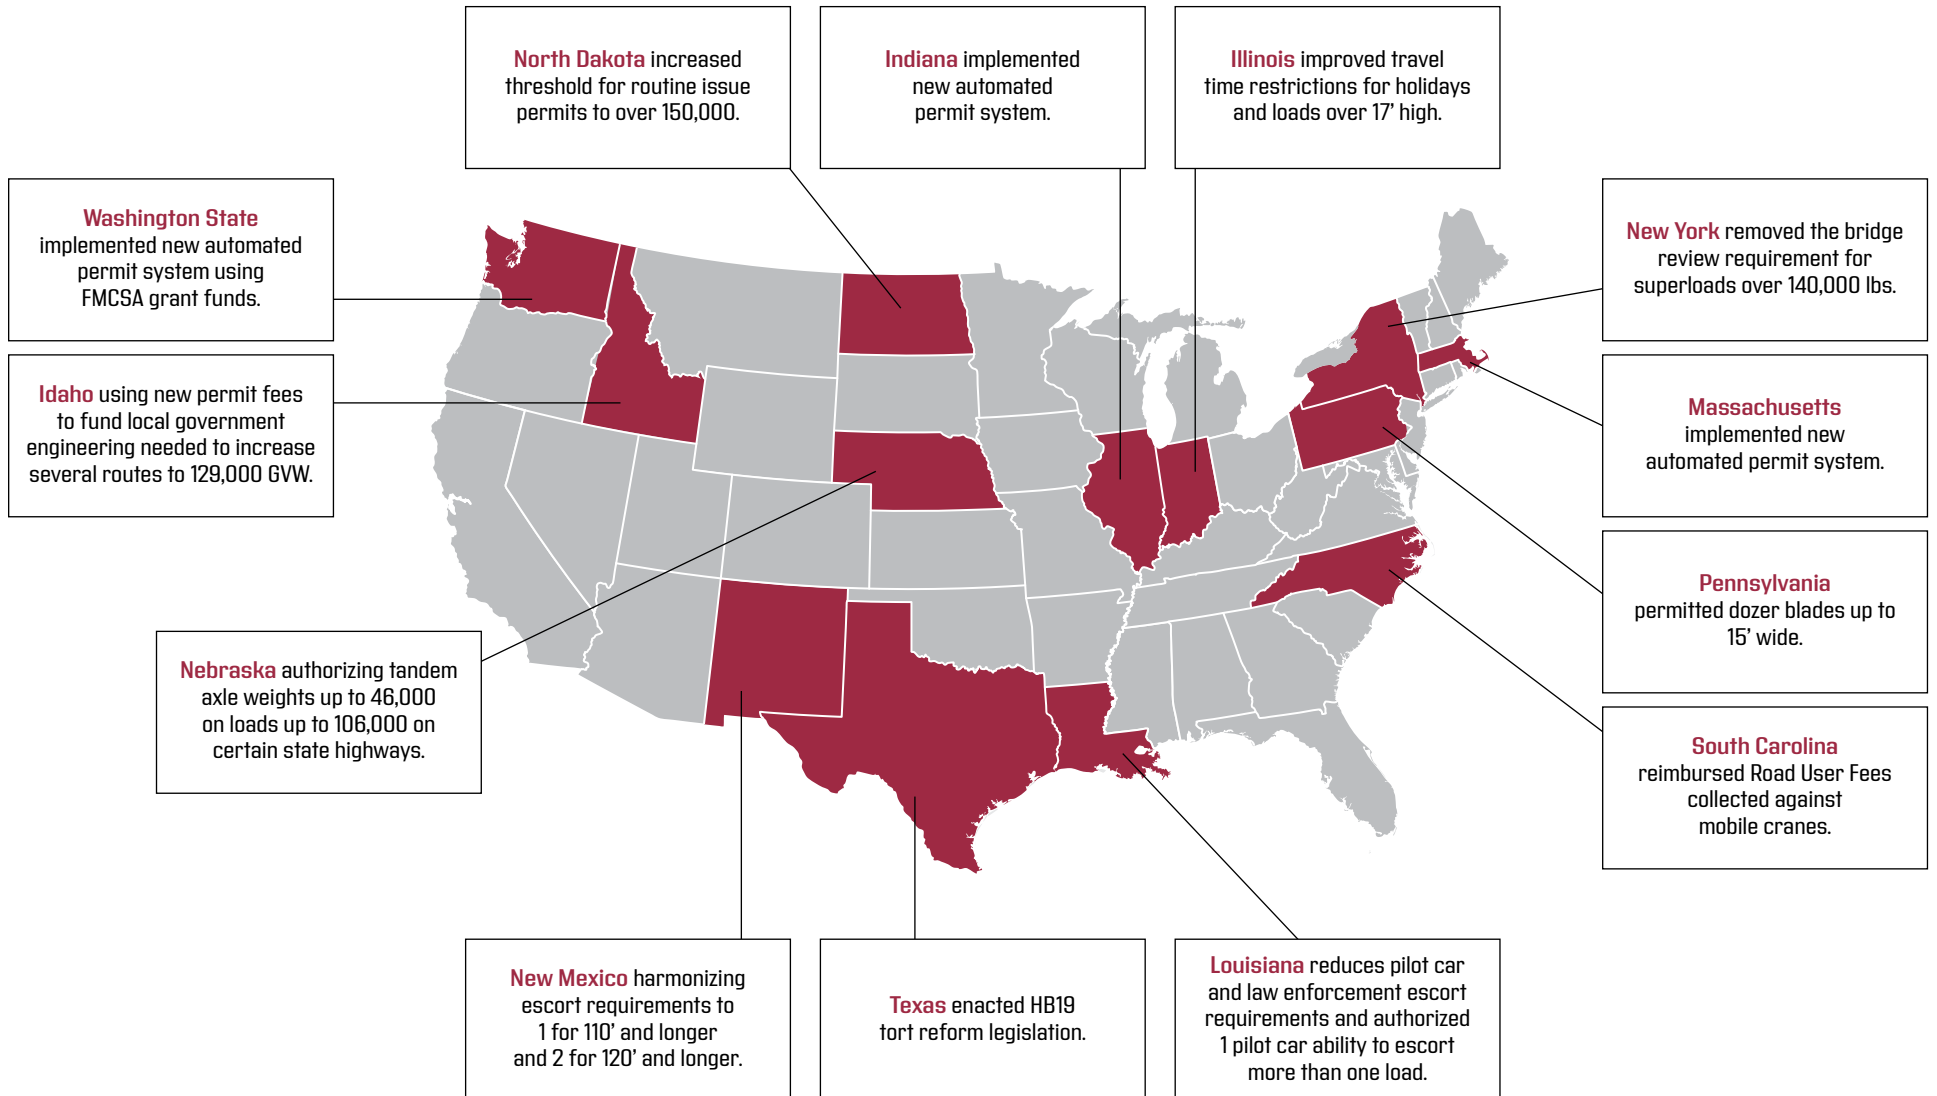 North Dakota increased
threshold for routine issue
permits to over 150,000.
Indiana implemented
new automated
permit system.
Illinois improved travel
time restrictions for holidays
and loads over 17’ high.
Washington State
implemented new automated
permit system using
FMCSA grant funds.
New York removed the bridge
review requirement for
superloads over 140,000 lbs.
Idaho using new permit fees
to fund local government
engineering needed to increase
several routes to 129,000 GVW.
Massachusetts
implemented new
automated permit system.
Pennsylvania
permitted dozer blades up to
15’ wide.
Nebraska authorizing tandem
axle weights up to 46,000
on loads up to 106,000 on
certain state highways.
South Carolina
reimbursed Road User Fees
collected against
mobile cranes.
New Mexico harmonizing
escort requirements to
1 for 110’ and longer
and 2 for 120’ and longer.
Texas enacted HB19
tort reform legislation.
Louisiana reduces pilot car
and law enforcement escort
requirements and authorized
1 pilot car ability to escort
more than one load.